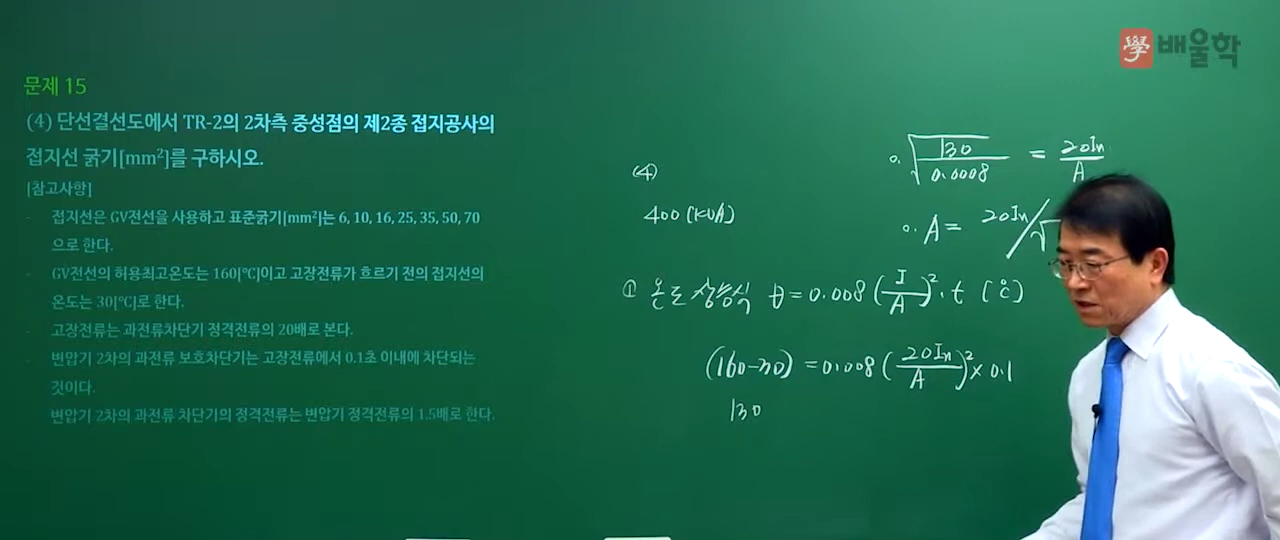 學 배울학
문제 15
(4) 단선결선도에서 TR-2의 2차측 중성점의 제2종 접지공사의
접지선 굵기[mm²]를 구하시오.
[참고사항]
- 접지선은 GV전선을 사용하고 표준굵기[mm²]는 6, 10, 16, 25, 35, 50, 70
으로 한다.
- GV전선의 허용최고온도는 160[℃]이고 고장전류가 흐르기 전의 접지선의
온도는 30[℃]로 한다.
- 고장전류는 과전류차단기 정격전류의 20배로 본다.
- 변압기 2차의 과전류 보호차단기는 고장전류에서 0.1초 이내에 차단되는
것이다.
변압기 2차의 과전류 차단기의 정격전류는 변압기 정격전류의 1.5배로 한다.
(4)
400 [KVA]
√130/0.0008 = 20In/A
A = 20In/√
① 온도상승식 θ = 0.008 (I/A)² · t [℃]
(160-30) = 0.008 (20In/A)² × 0.1
130